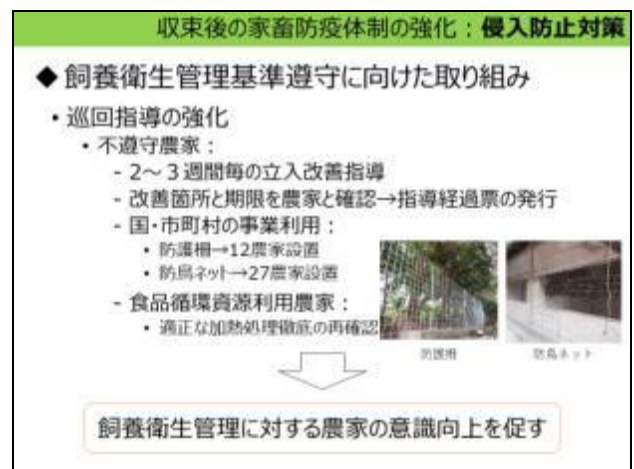 収束後の家畜防疫体制の強化：侵入防止対策
◆飼養衛生管理基準遵守に向けた取り組み
・巡回指導の強化
・不遵守農家：
- 2～3週間毎の立入改善指導
- 改善箇所と期限を農家と確認→指導経過票の発行
- 国・市町村の事業利用：
・防護柵→12農家設置
・防鳥ネット→27農家設置
- 食品循環資源利用農家：
・適正な加熱処理徹底の再確認
防護柵
防鳥ネット
飼養衛生管理に対する農家の意識向上を促す